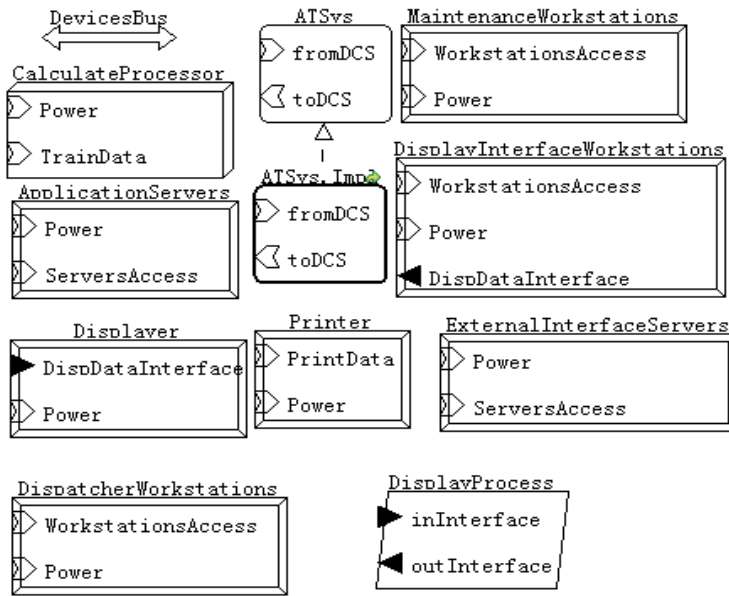 DevicesBus
ATSys
MaintenanceWorkstations
fromDCS
WorkstationsAccess
toDCS
Power
CalculateProcessor
Power
TrainData
DisplayInterfaceWorkstations
WorkstationsAccess
Power
DispDataInterface
ATSys.Imp
fromDCS
toDCS
ApplicationServers
Power
ServersAccess
Displayer
DispDataInterface
Power
Printer
PrintData
Power
ExternalInterfaceServers
Power
ServersAccess
DispatcherWorkstations
WorkstationsAccess
Power
DisplayProcess
inInterface
outInterface